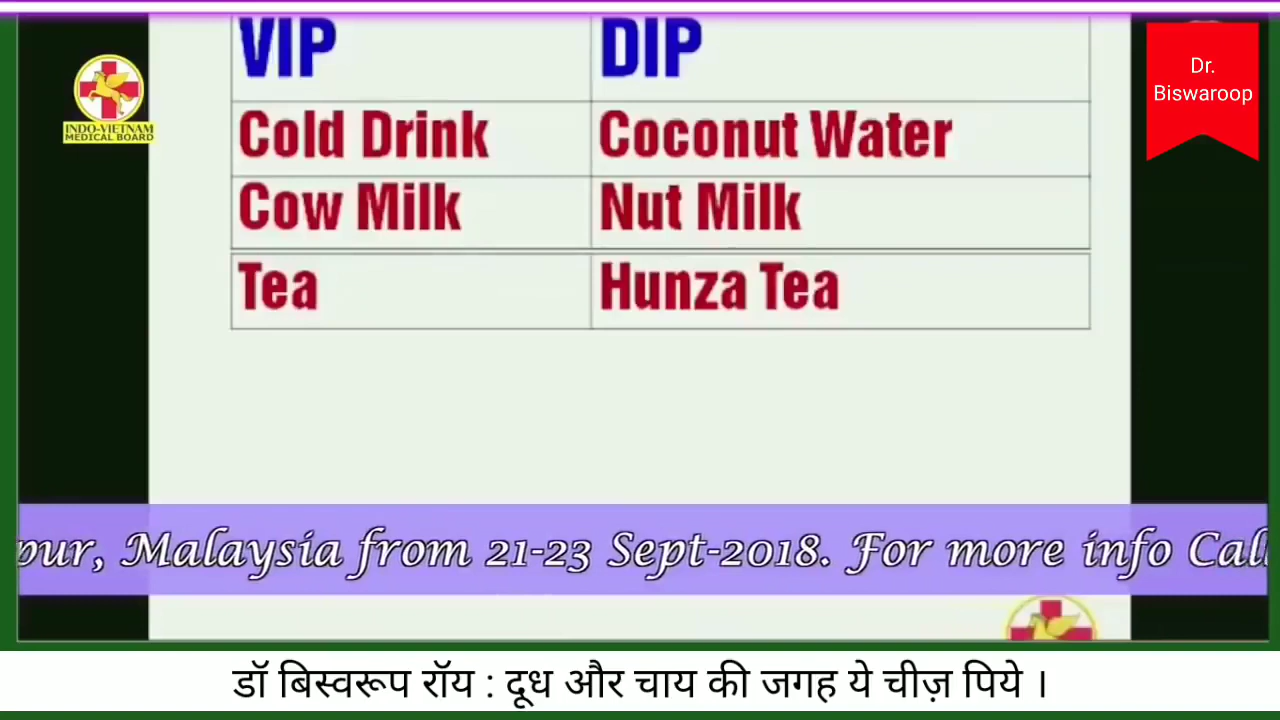 VIP DIP
Dr.
Biswaroop
INDO-VIETNAM
MEDICAL BOARD
Cold Drink Coconut Water
Cow Milk Nut Milk
Tea Hunza Tea
pur, Malaysia from 21-23 Sept-2018. For more info Call
डॉ बिस्वरूप रॉय : दूध और चाय की जगह ये चीज़ पिये ।